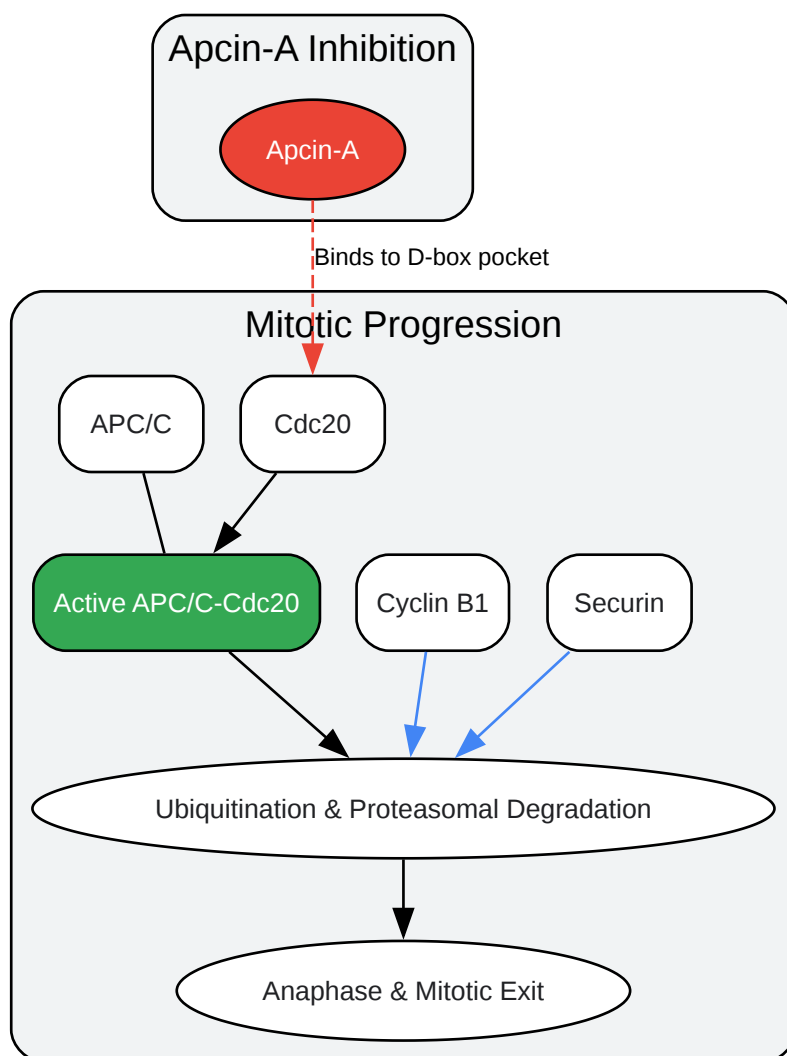 Apcin-A Inhibition
Apcin-A
Binds to D-box pocket
Mitotic Progression
APC/C
Cdc20
Active APC/C-Cdc20
Cyclin B1
Securin
Ubiquitination & Proteasomal Degradation
Anaphase & Mitotic Exit